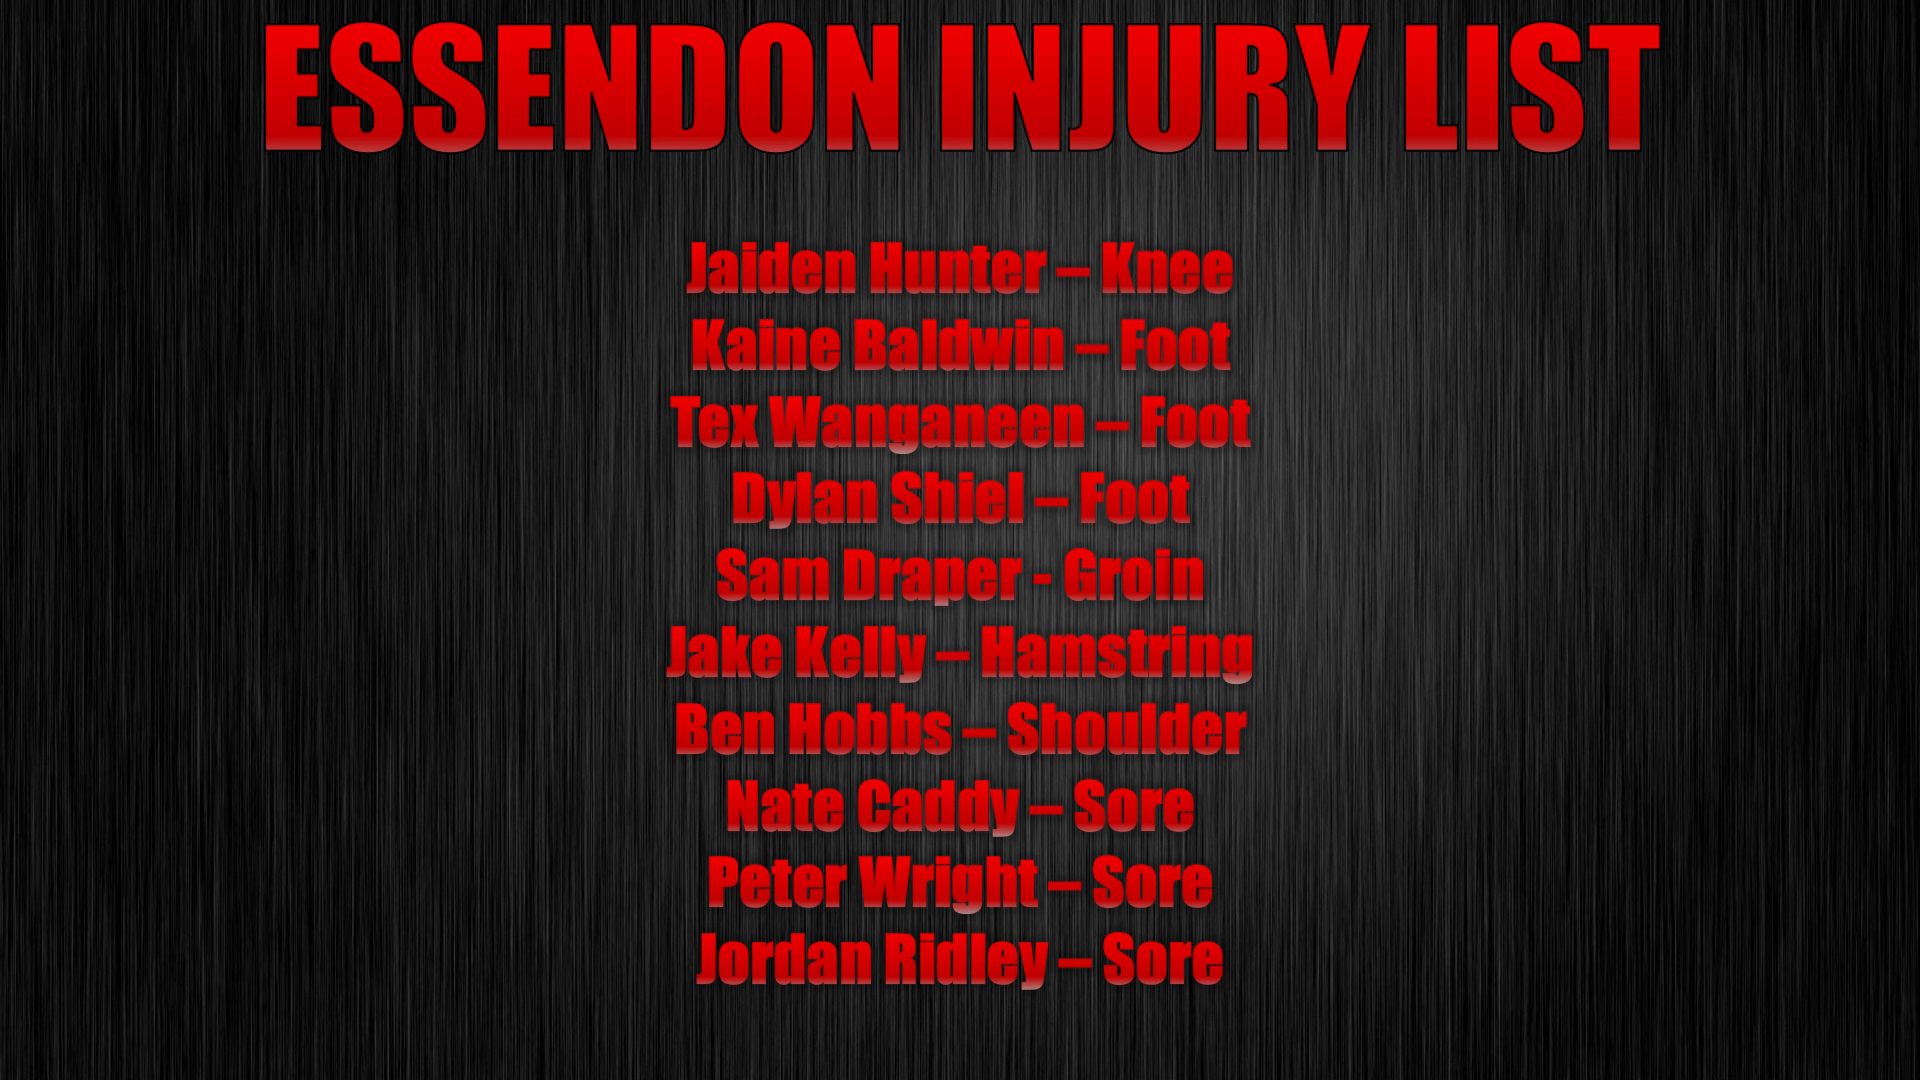 ESSENDON INJURY LIST
Jaiden Hunter – Knee
Kaine Baldwin – Foot
Tex Wanganeen – Foot
Dylan Shiel – Foot
Sam Draper - Groin
Jake Kelly – Hamstring
Ben Hobbs – Shoulder
Nate Caddy – Sore
Peter Wright – Sore
Jordan Ridley – Sore